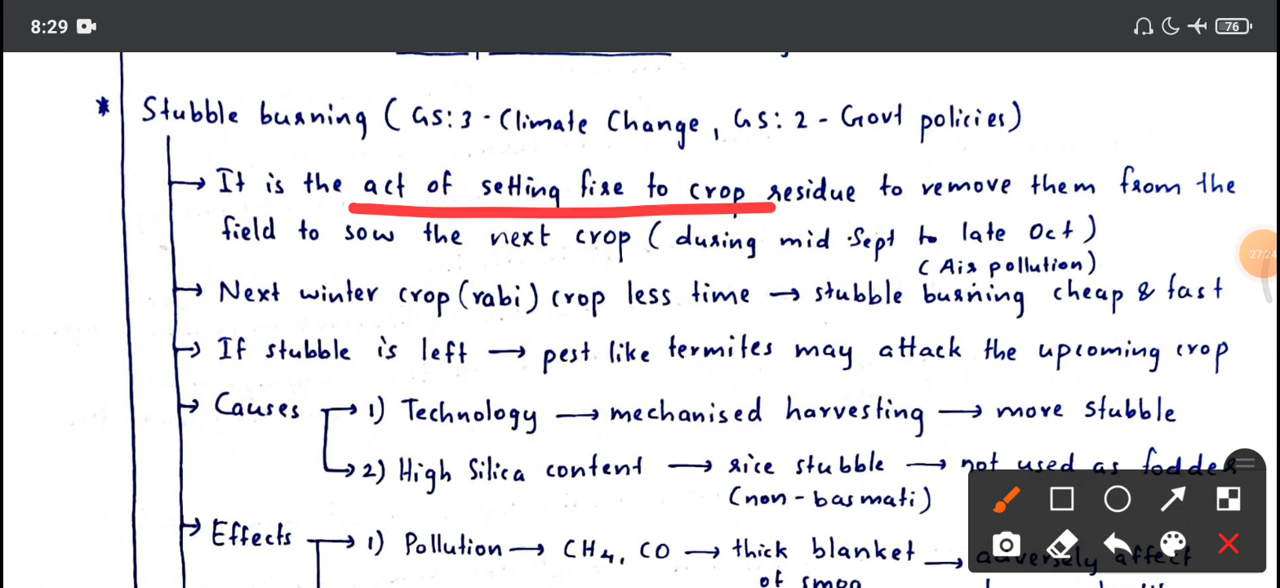 8:29
76
* Stubble burning (GS:3 - Climate Change, GS:2 - Govt policies)
→ It is the act of setting fire to crop residue to remove them from the
field to sow the next crop (during mid Sept to late Oct)
(Air pollution)
27:24
→ Next winter crop (rabi) crop less time → stubble burning cheap & fast
→ If stubble is left → pest like termites may attack the upcoming crop
→ Causes → 1) Technology → mechanised harvesting → more stubble
→ 2) High Silica content → rice stubble → not used as fodder
(non-basmati)
→ Effects → 1) Pollution → CH4, CO → thick blanket → adversely affect
of smog